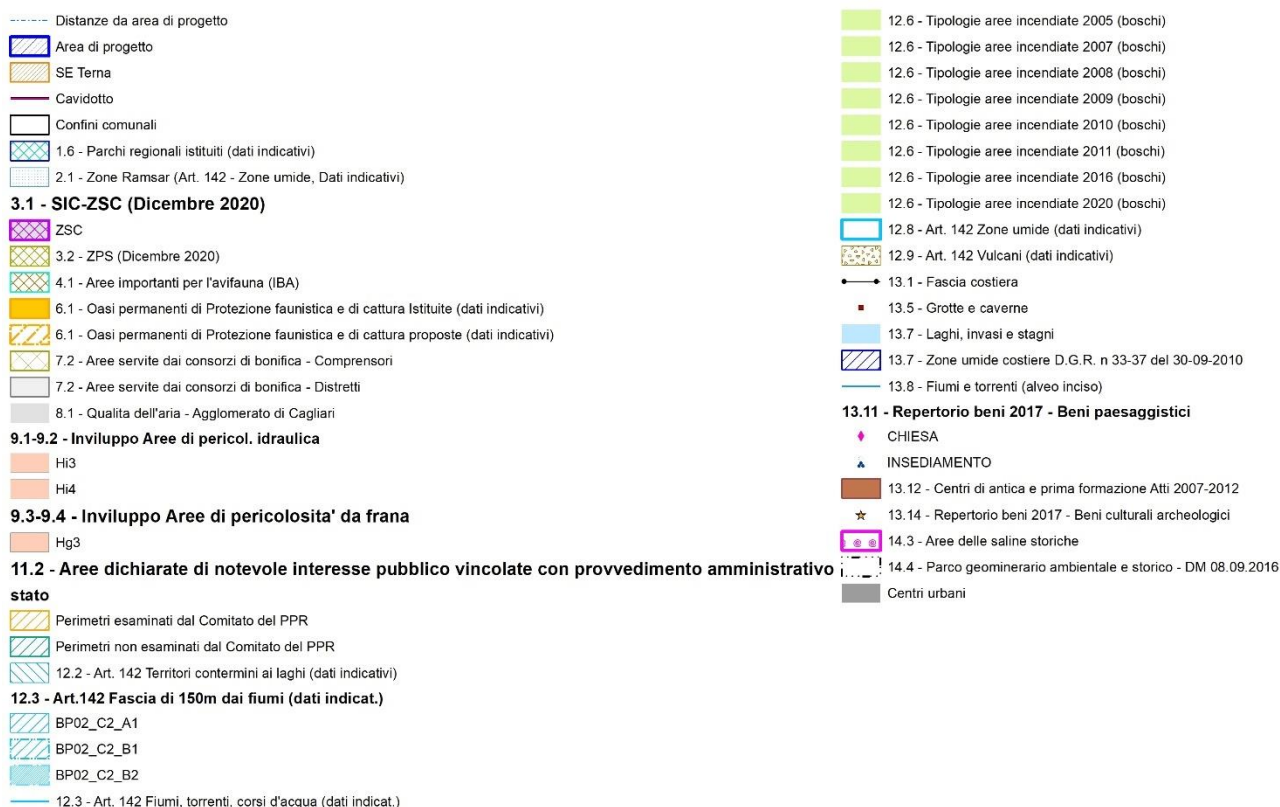 Distanze da area di progetto
Area di progetto
SE Terna
Cavidotto
Confini comunali
1.6 - Parchi regionali istituiti (dati indicativi)
2.1 - Zone Ramsar (Art. 142 - Zone umide, Dati indicativi)
3.1 - SIC-ZSC (Dicembre 2020)
ZSC
3.2 - ZPS (Dicembre 2020)
4.1 - Aree importanti per l'avifauna (IBA)
6.1 - Oasi permanenti di Protezione faunistica e di cattura Istituite (dati indicativi)
6.1 - Oasi permanenti di Protezione faunistica e di cattura proposte (dati indicativi)
7.2 - Aree servite dai consorzi di bonifica - Comprensori
7.2 - Aree servite dai consorzi di bonifica - Distretti
8.1 - Qualita dell'aria - Agglomerato di Cagliari
9.1-9.2 - Inviluppo Aree di pericol. idraulica
Hi3
Hi4
9.3-9.4 - Inviluppo Aree di pericolosita' da frana
Hg3
11.2 - Aree dichiarate di notevole interesse pubblico vincolate con provvedimento amministrativo
stato
Perimetri esaminati dal Comitato del PPR
Perimetri non esaminati dal Comitato del PPR
12.2 - Art. 142 Territori contermini ai laghi (dati indicativi)
12.3 - Art.142 Fascia di 150m dai fiumi (dati indicat.)
BP02_C2_A1
BP02_C2_B1
BP02_C2_B2
12.3 - Art. 142 Fiumi, torrenti, corsi d'acqua (dati indicat.)
12.6 - Tipologie aree incendiate 2005 (boschi)
12.6 - Tipologie aree incendiate 2007 (boschi)
12.6 - Tipologie aree incendiate 2008 (boschi)
12.6 - Tipologie aree incendiate 2009 (boschi)
12.6 - Tipologie aree incendiate 2010 (boschi)
12.6 - Tipologie aree incendiate 2011 (boschi)
12.6 - Tipologie aree incendiate 2016 (boschi)
12.6 - Tipologie aree incendiate 2020 (boschi)
12.8 - Art. 142 Zone umide (dati indicativi)
12.9 - Art. 142 Vulcani (dati indicativi)
13.1 - Fascia costiera
13.5 - Grotte e caverne
13.7 - Laghi, invasi e stagni
13.7 - Zone umide costiere D.G.R. n 33-37 del 30-09-2010
13.8 - Fiumi e torrenti (alveo inciso)
13.11 - Repertorio beni 2017 - Beni paesaggistici
CHIESA
INSEDIAMENTO
13.12 - Centri di antica e prima formazione Atti 2007-2012
13.14 - Repertorio beni 2017 - Beni culturali archeologici
14.3 - Aree delle saline storiche
14.4 - Parco geominerario ambientale e storico - DM 08.09.2016
Centri urbani